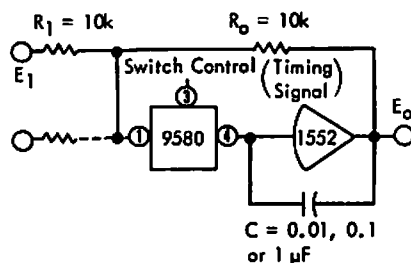 R₁ = 10k
Rₒ = 10k
E₁
Switch Control (Timing Signal)
③
Eₒ
① 9580 ④ 1552
C = 0.01, 0.1
or 1 μF